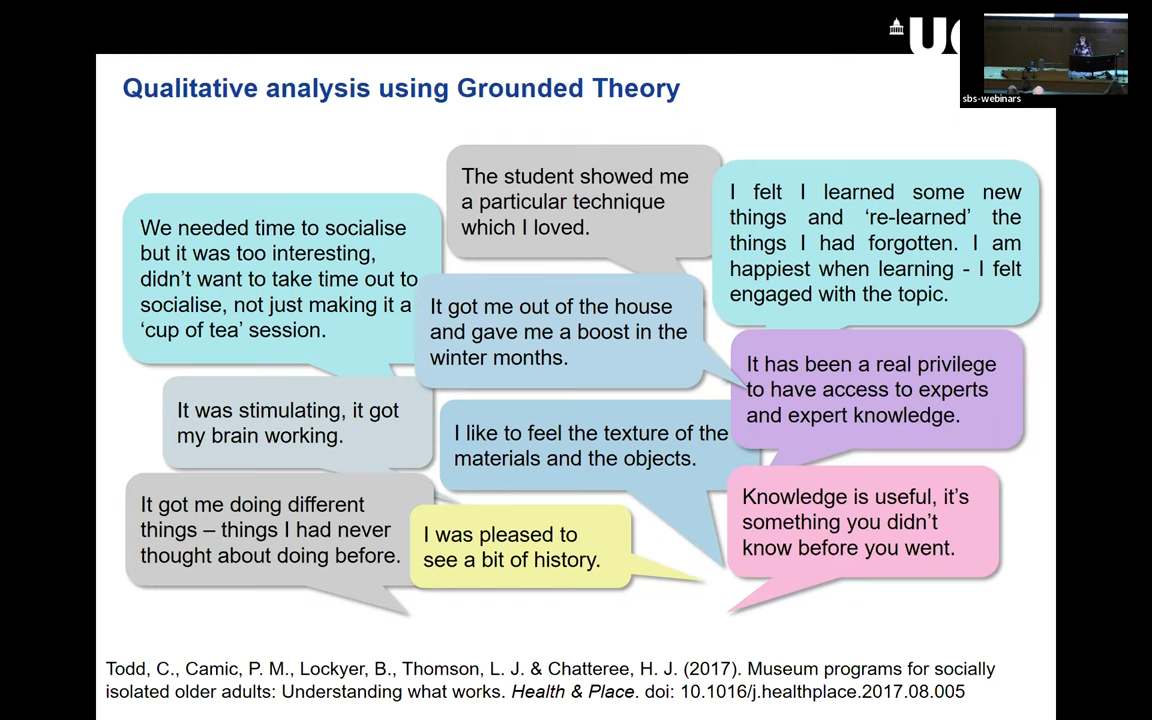 UC
sbs-webinars
Qualitative analysis using Grounded Theory
The student showed me
a particular technique
which I loved.
I felt I learned some new
things and ‘re-learned’ the
things I had forgotten. I am
happiest when learning - I felt
engaged with the topic.
We needed time to socialise
but it was too interesting,
didn’t want to take time out to
socialise, not just making it a
‘cup of tea’ session.
It got me out of the house
and gave me a boost in the
winter months.
It has been a real privilege
to have access to experts
and expert knowledge.
It was stimulating, it got
my brain working.
I like to feel the texture of the
materials and the objects.
It got me doing different
things – things I had never
thought about doing before.
I was pleased to
see a bit of history.
Knowledge is useful, it’s
something you didn’t
know before you went.
Todd, C., Camic, P. M., Lockyer, B., Thomson, L. J. & Chatteree, H. J. (2017). Museum programs for socially
isolated older adults: Understanding what works. Health & Place. doi: 10.1016/j.healthplace.2017.08.005